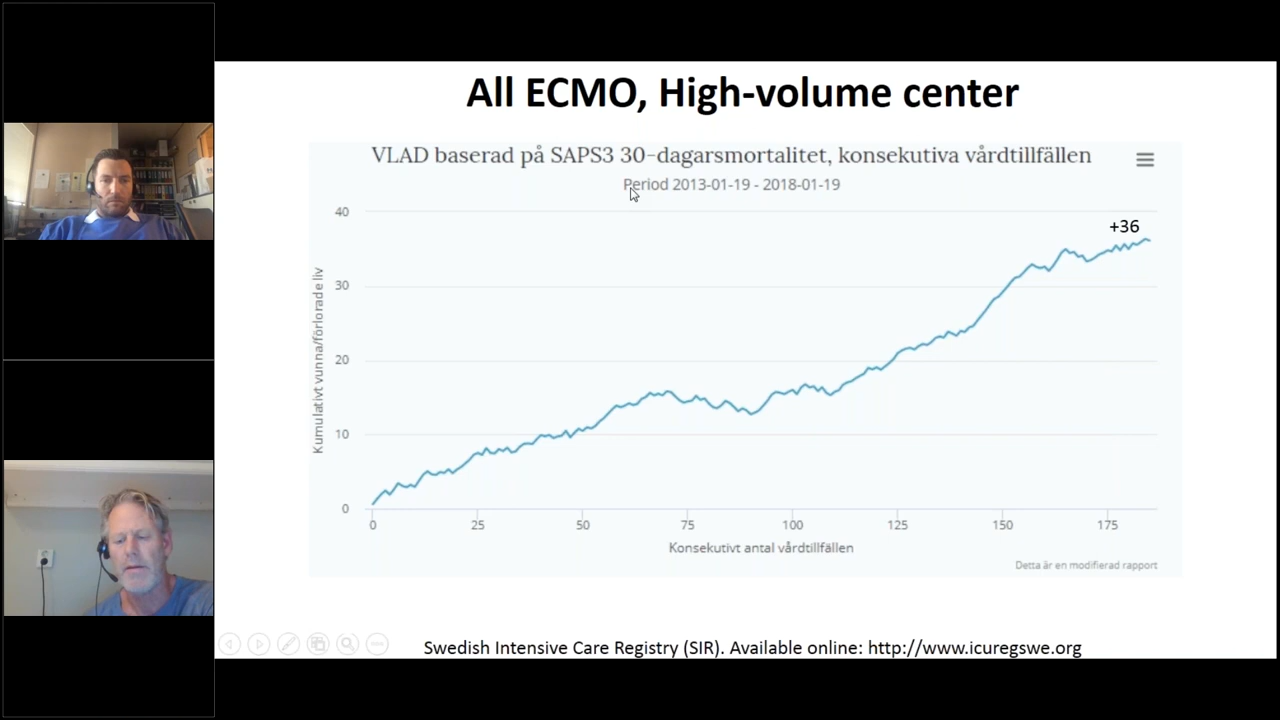 All ECMO, High-volume center
VLAD baserad på SAPS3 30-dagarsmortalitet, konsekutiva vårdtillfällen
Period 2013-01-19 - 2018-01-19
+36
Kumulativt vunna/förlorade liv
40
30
20
10
0
0 25 50 75 100 125 150 175
Konsekutivt antal vårdtillfällen
Detta är en modifierad rapport
Swedish Intensive Care Registry (SIR). Available online: http://www.icuregswe.org